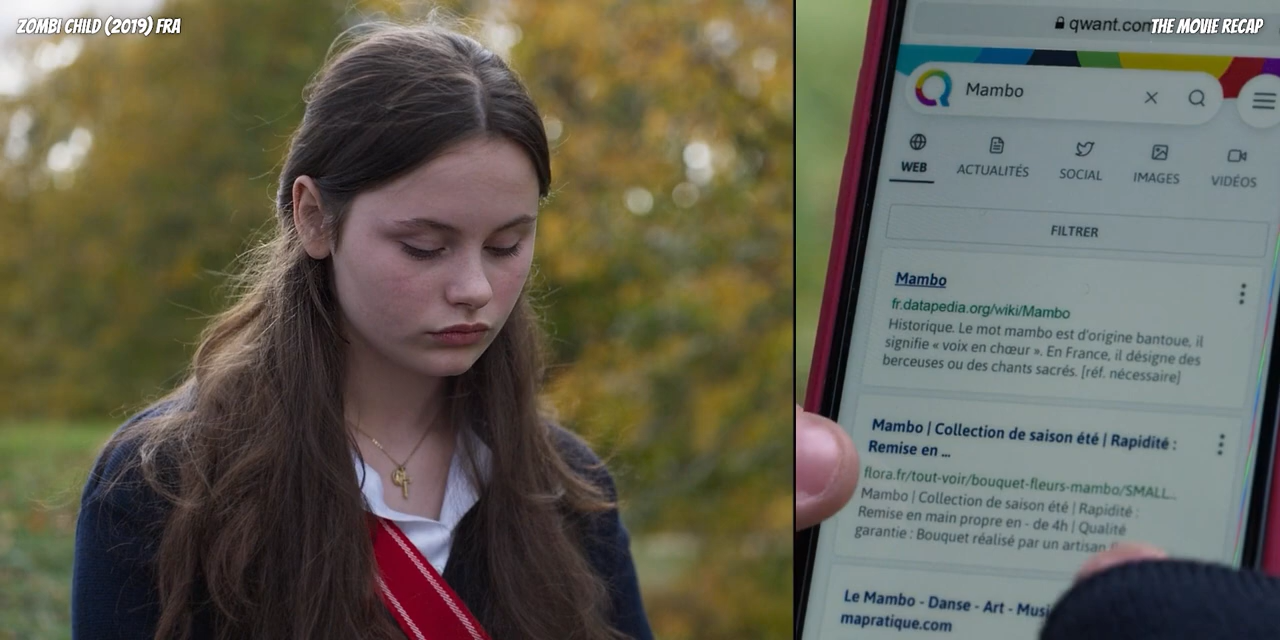 ZOMBI CHILD (2019) FRA
THE MOVIE RECAP
qwant.com
Mambo
WEB
ACTUALITÉS
SOCIAL
IMAGES
VIDÉOS
FILTRER
Mambo
fr.datapedia.org/wiki/Mambo
Historique. Le mot mambo est d'origine bantoue, il
signifie « voix en chœur ». En France, il désigne des
berceuses ou des chants sacrés. [réf. nécessaire]
Mambo | Collection de saison été | Rapidité :
Remise en ...
flora.fr/tout-voir/bouquet-fleurs-mambo/SMALL...
Mambo | Collection de saison été | Rapidité :
Remise en main propre en - de 4h | Qualité
garantie : Bouquet réalisé par un artisan
Le Mambo - Danse - Art -
mapratique.com